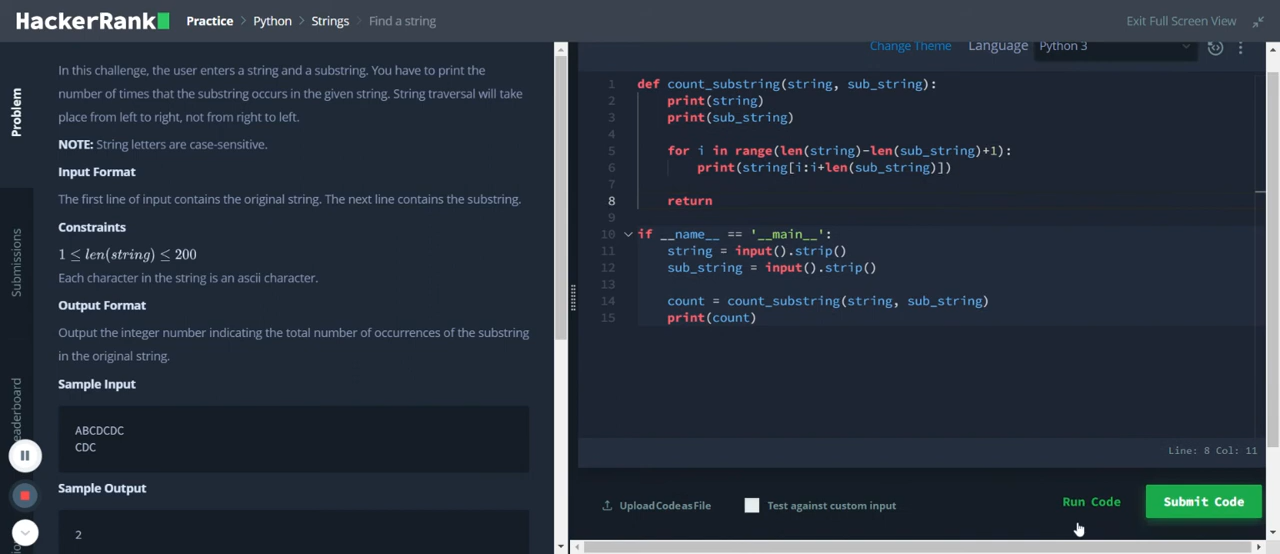 HackerRank Practice > Python > Strings > Find a string Exit Full Screen View
Problem
Submissions
In this challenge, the user enters a string and a substring. You have to print the
number of times that the substring occurs in the given string. String traversal will take
place from left to right, not from right to left.
NOTE: String letters are case-sensitive.
Input Format
The first line of input contains the original string. The next line contains the substring.
Constraints
1 ≤ len(string) ≤ 200
Each character in the string is an ascii character.
Output Format
Output the integer number indicating the total number of occurrences of the substring
in the original string.
Sample Input
ABCDCDC
CDC
Sample Output
2
Change Theme Language Python 3
1 def count_substring(string, sub_string):
2 print(string)
3 print(sub_string)
4
5 for i in range(len(string)-len(sub_string)+1):
6 print(string[i:i+len(sub_string)])
7
8 return
9
10 if __name__ == '__main__':
11 string = input().strip()
12 sub_string = input().strip()
13
14 count = count_substring(string, sub_string)
15 print(count)
Line: 8 Col: 11
Upload Code as File Test against custom input Run Code Submit Code